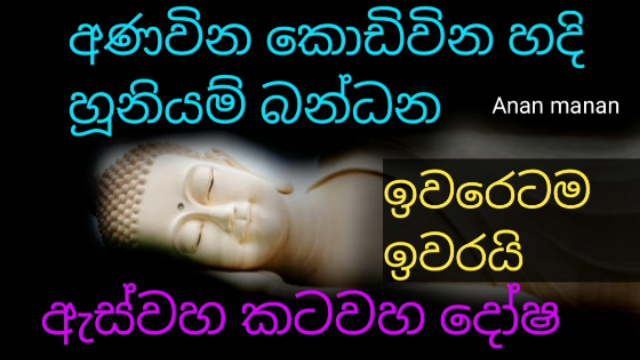 අණවින කොඩිවින හදි
හූනියම් බන්ධන
Anan manan
ඉවරෙටම
ඉවරයි
ඇස්වහ කටවහ දෝෂ